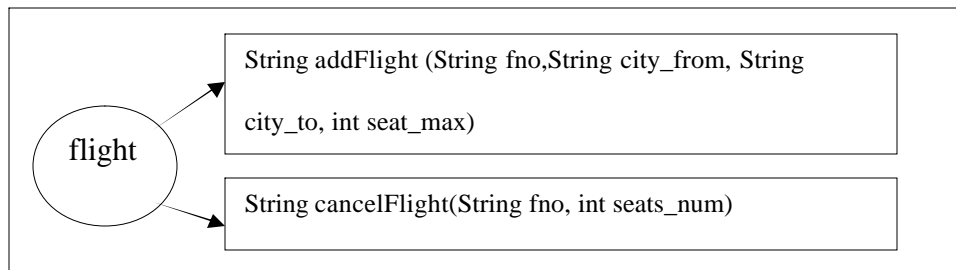 String addFlight (String fno,String city_from, String
city_to, int seat_max)
flight
String cancelFlight(String fno, int seats_num)